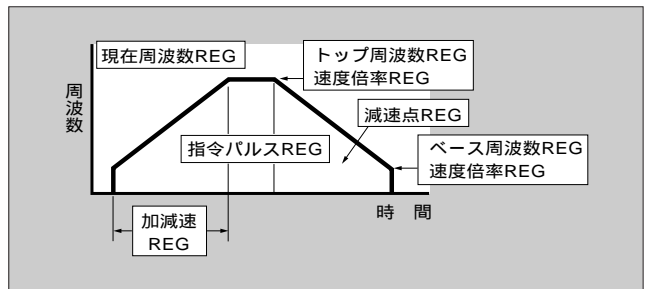 現在周波数REG
トップ周波数REG
速度倍率REG
周波数
減速点REG
指令パルスREG
ベース周波数REG
速度倍率REG
時 間
加減速
REG